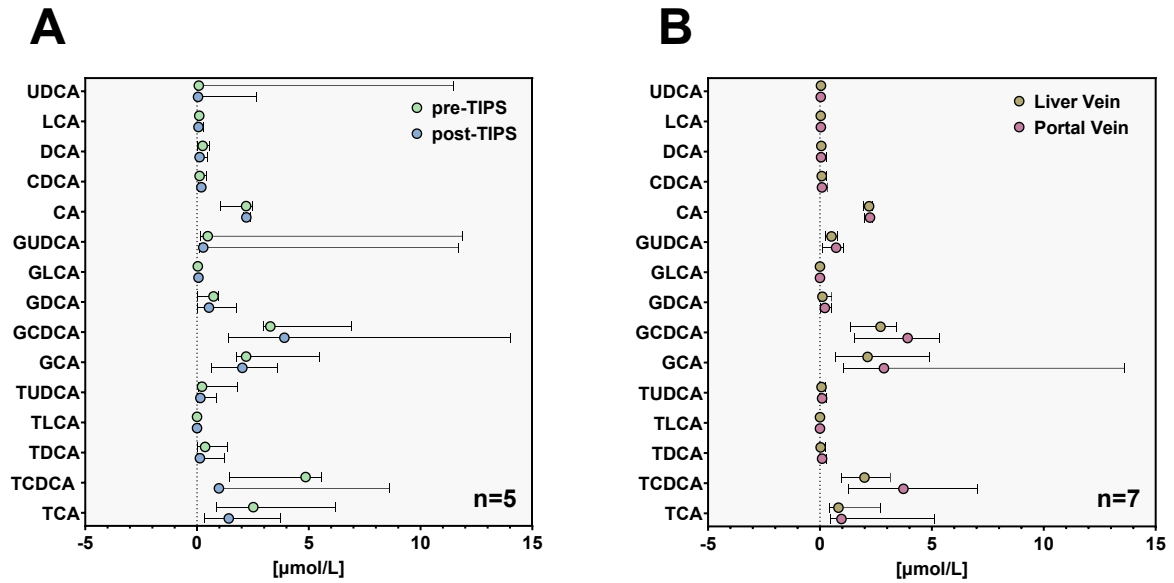 A
UDCA
LCA
DCA
CDCA
CA
GUDCA
GLCA
GDCA
GCDCA
GCA
TUDCA
TLCA
TDCA
TCDCA
TCA
pre-TIPS
post-TIPS
n=5
-5 0 5 10 15
[µmol/L]
B
UDCA
LCA
DCA
CDCA
CA
GUDCA
GLCA
GDCA
GCDCA
GCA
TUDCA
TLCA
TDCA
TCDCA
TCA
Liver Vein
Portal Vein
n=7
-5 0 5 10 15
[µmol/L]